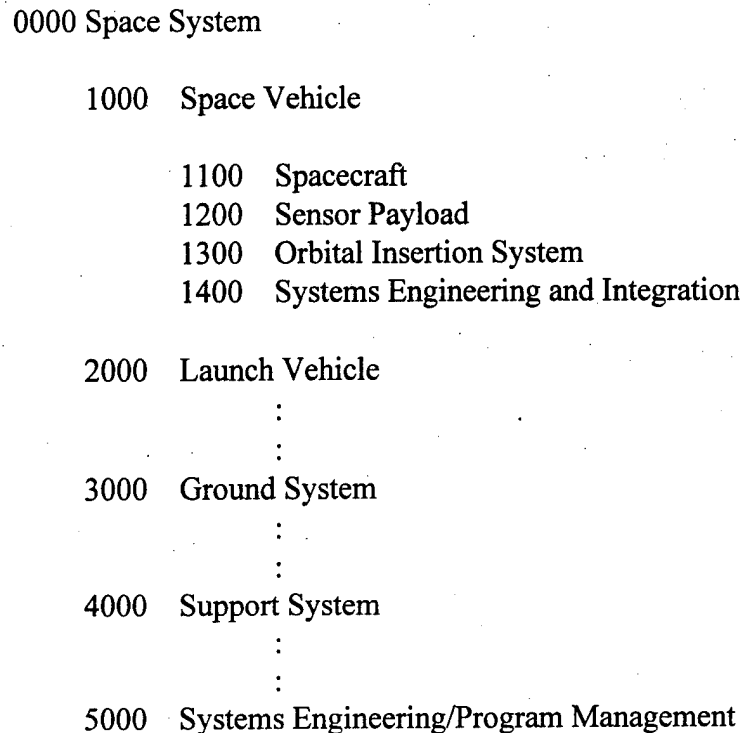 0000 Space System
1000 Space Vehicle
1100 Spacecraft
1200 Sensor Payload
1300 Orbital Insertion System
1400 Systems Engineering and Integration
2000 Launch Vehicle
:
:
3000 Ground System
:
:
4000 Support System
:
:
5000 Systems Engineering/Program Management